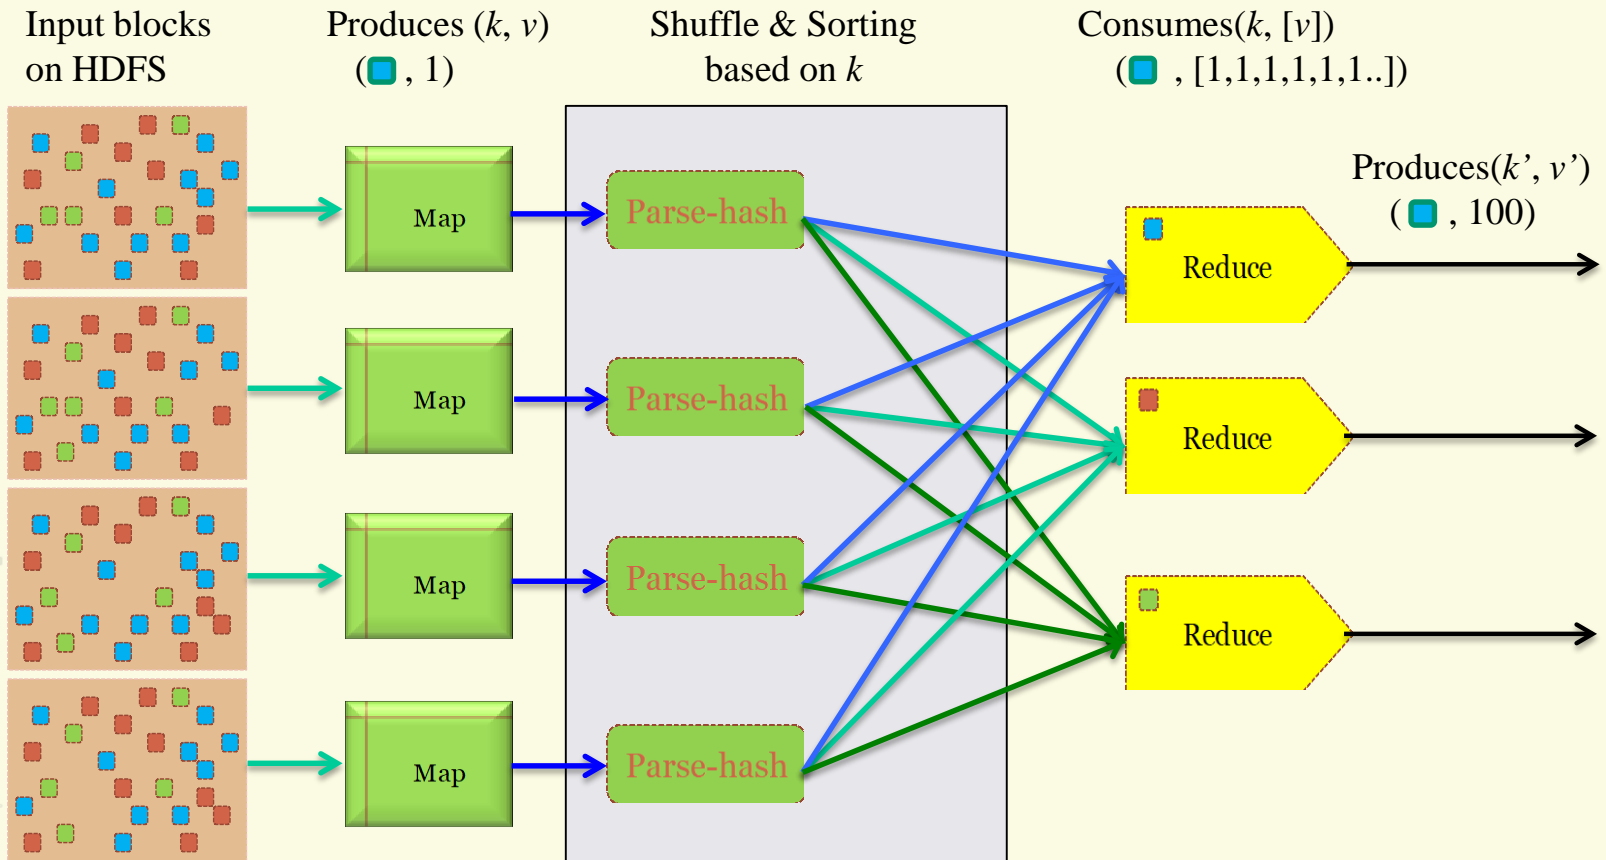 Input blocks
on HDFS
Produces (k, v)
( , 1)
Shuffle & Sorting
based on k
Consumes(k, [v])
( , [1,1,1,1,1,1..])
Produces(k’, v’)
( , 100)
Map
Parse-hash
Reduce
Map
Parse-hash
Reduce
Map
Parse-hash
Reduce
Map
Parse-hash